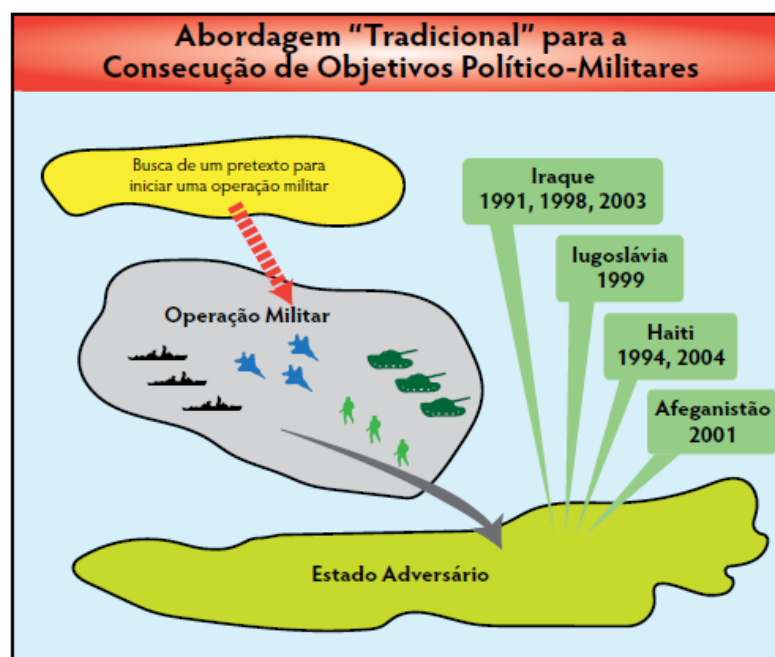 Abordagem “Tradicional” para a
Consecução de Objetivos Político-Militares
Busca de um pretexto para
iniciar uma operação militar
Operação Militar
Iraque
1991, 1998, 2003
Iugoslávia
1999
Haiti
1994, 2004
Afeganistão
2001
Estado Adversário